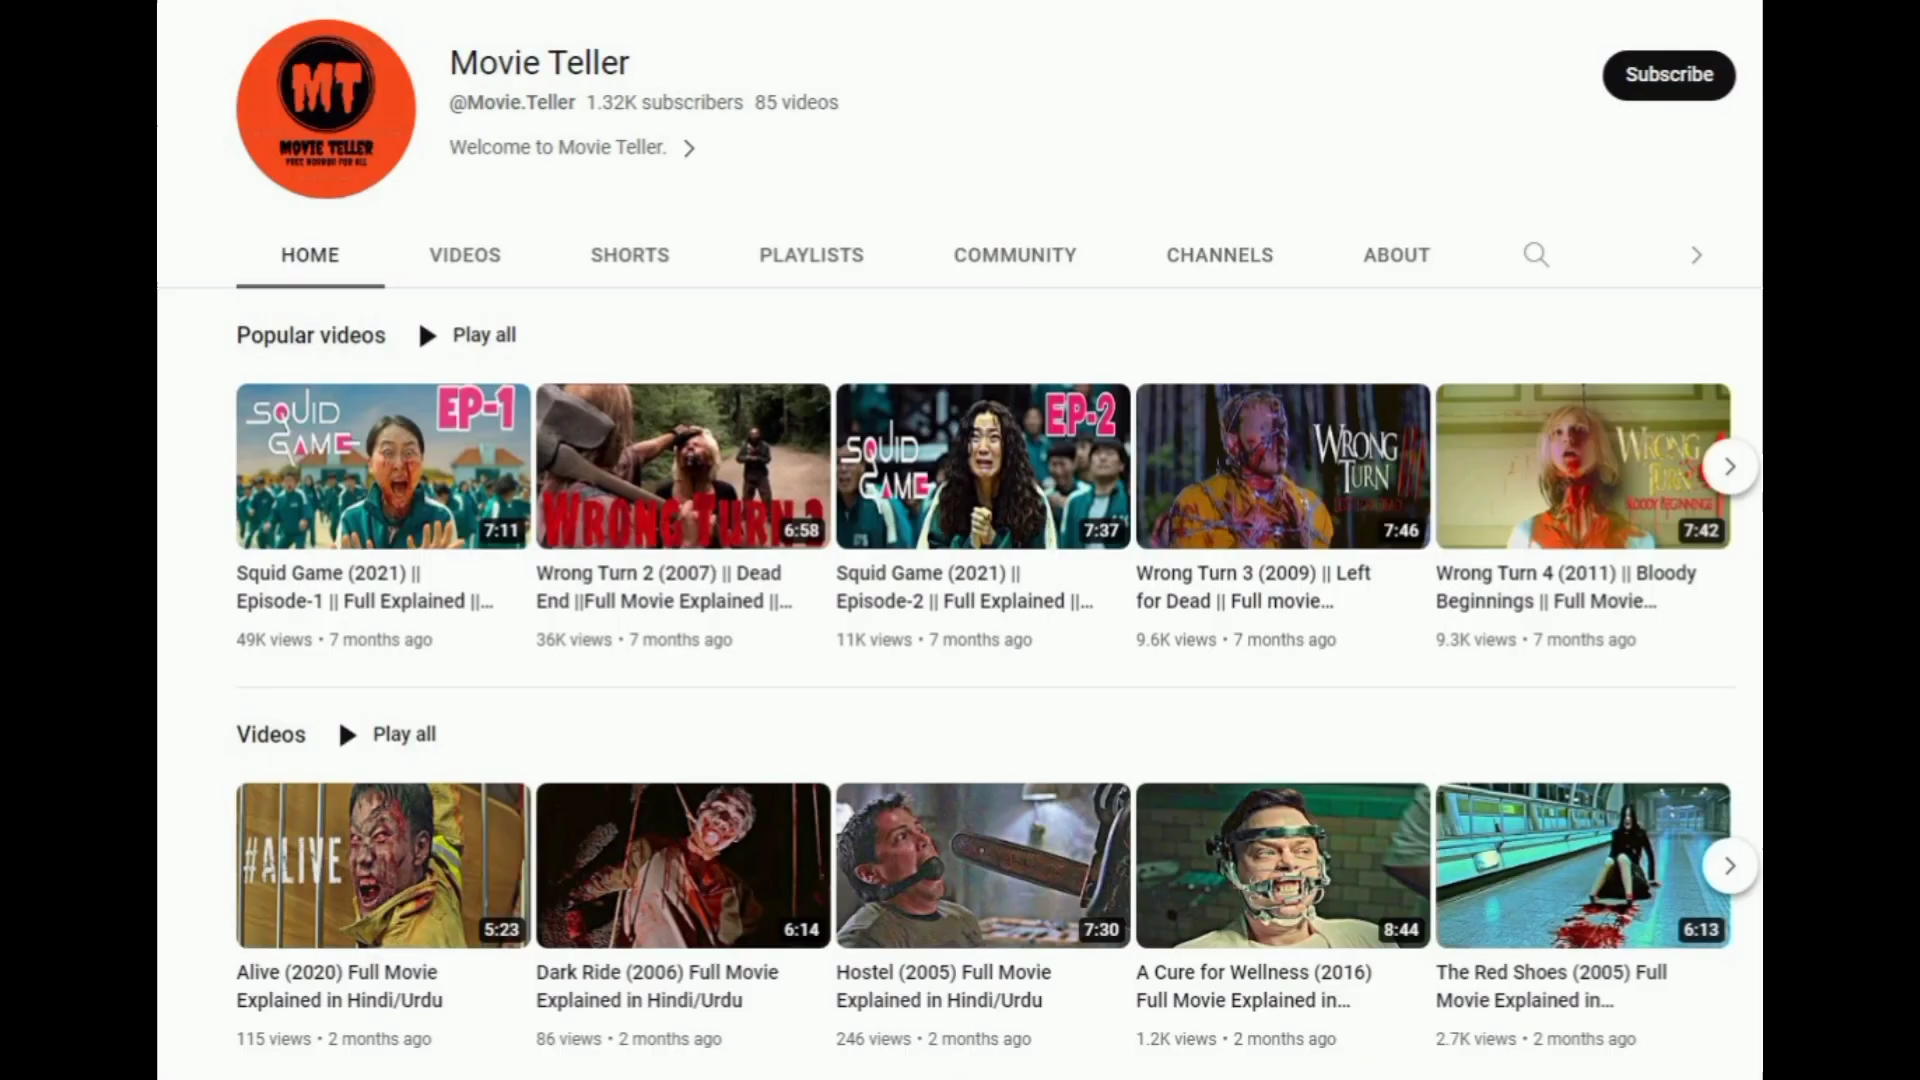 MT
MOVIE TELLER
FREE HORROR FOR ALL
Movie Teller
@Movie.Teller 1.32K subscribers 85 videos
Welcome to Movie Teller.
Subscribe
HOME VIDEOS SHORTS PLAYLISTS COMMUNITY CHANNELS ABOUT
Popular videos Play all
SQUID GAME EP-1 7:11
WRONG TURN 2 6:58
SQUID GAME EP-2 7:37
WRONG TURN 7:46
WRONG TURN BLOODY BEGINNINGS 7:42
Squid Game (2021) ||
Episode-1 || Full Explained ||...
49K views • 7 months ago
Wrong Turn 2 (2007) || Dead
End ||Full Movie Explained ||...
36K views • 7 months ago
Squid Game (2021) ||
Episode-2 || Full Explained ||...
11K views • 7 months ago
Wrong Turn 3 (2009) || Left
for Dead || Full movie...
9.6K views • 7 months ago
Wrong Turn 4 (2011) || Bloody
Beginnings || Full Movie...
9.3K views • 7 months ago
Videos Play all
#ALIVE 5:23
6:14
7:30
8:44
6:13
Alive (2020) Full Movie
Explained in Hindi/Urdu
115 views • 2 months ago
Dark Ride (2006) Full Movie
Explained in Hindi/Urdu
86 views • 2 months ago
Hostel (2005) Full Movie
Explained in Hindi/Urdu
246 views • 2 months ago
A Cure for Wellness (2016)
Full Movie Explained in...
1.2K views • 2 months ago
The Red Shoes (2005) Full
Movie Explained in...
2.7K views • 2 months ago